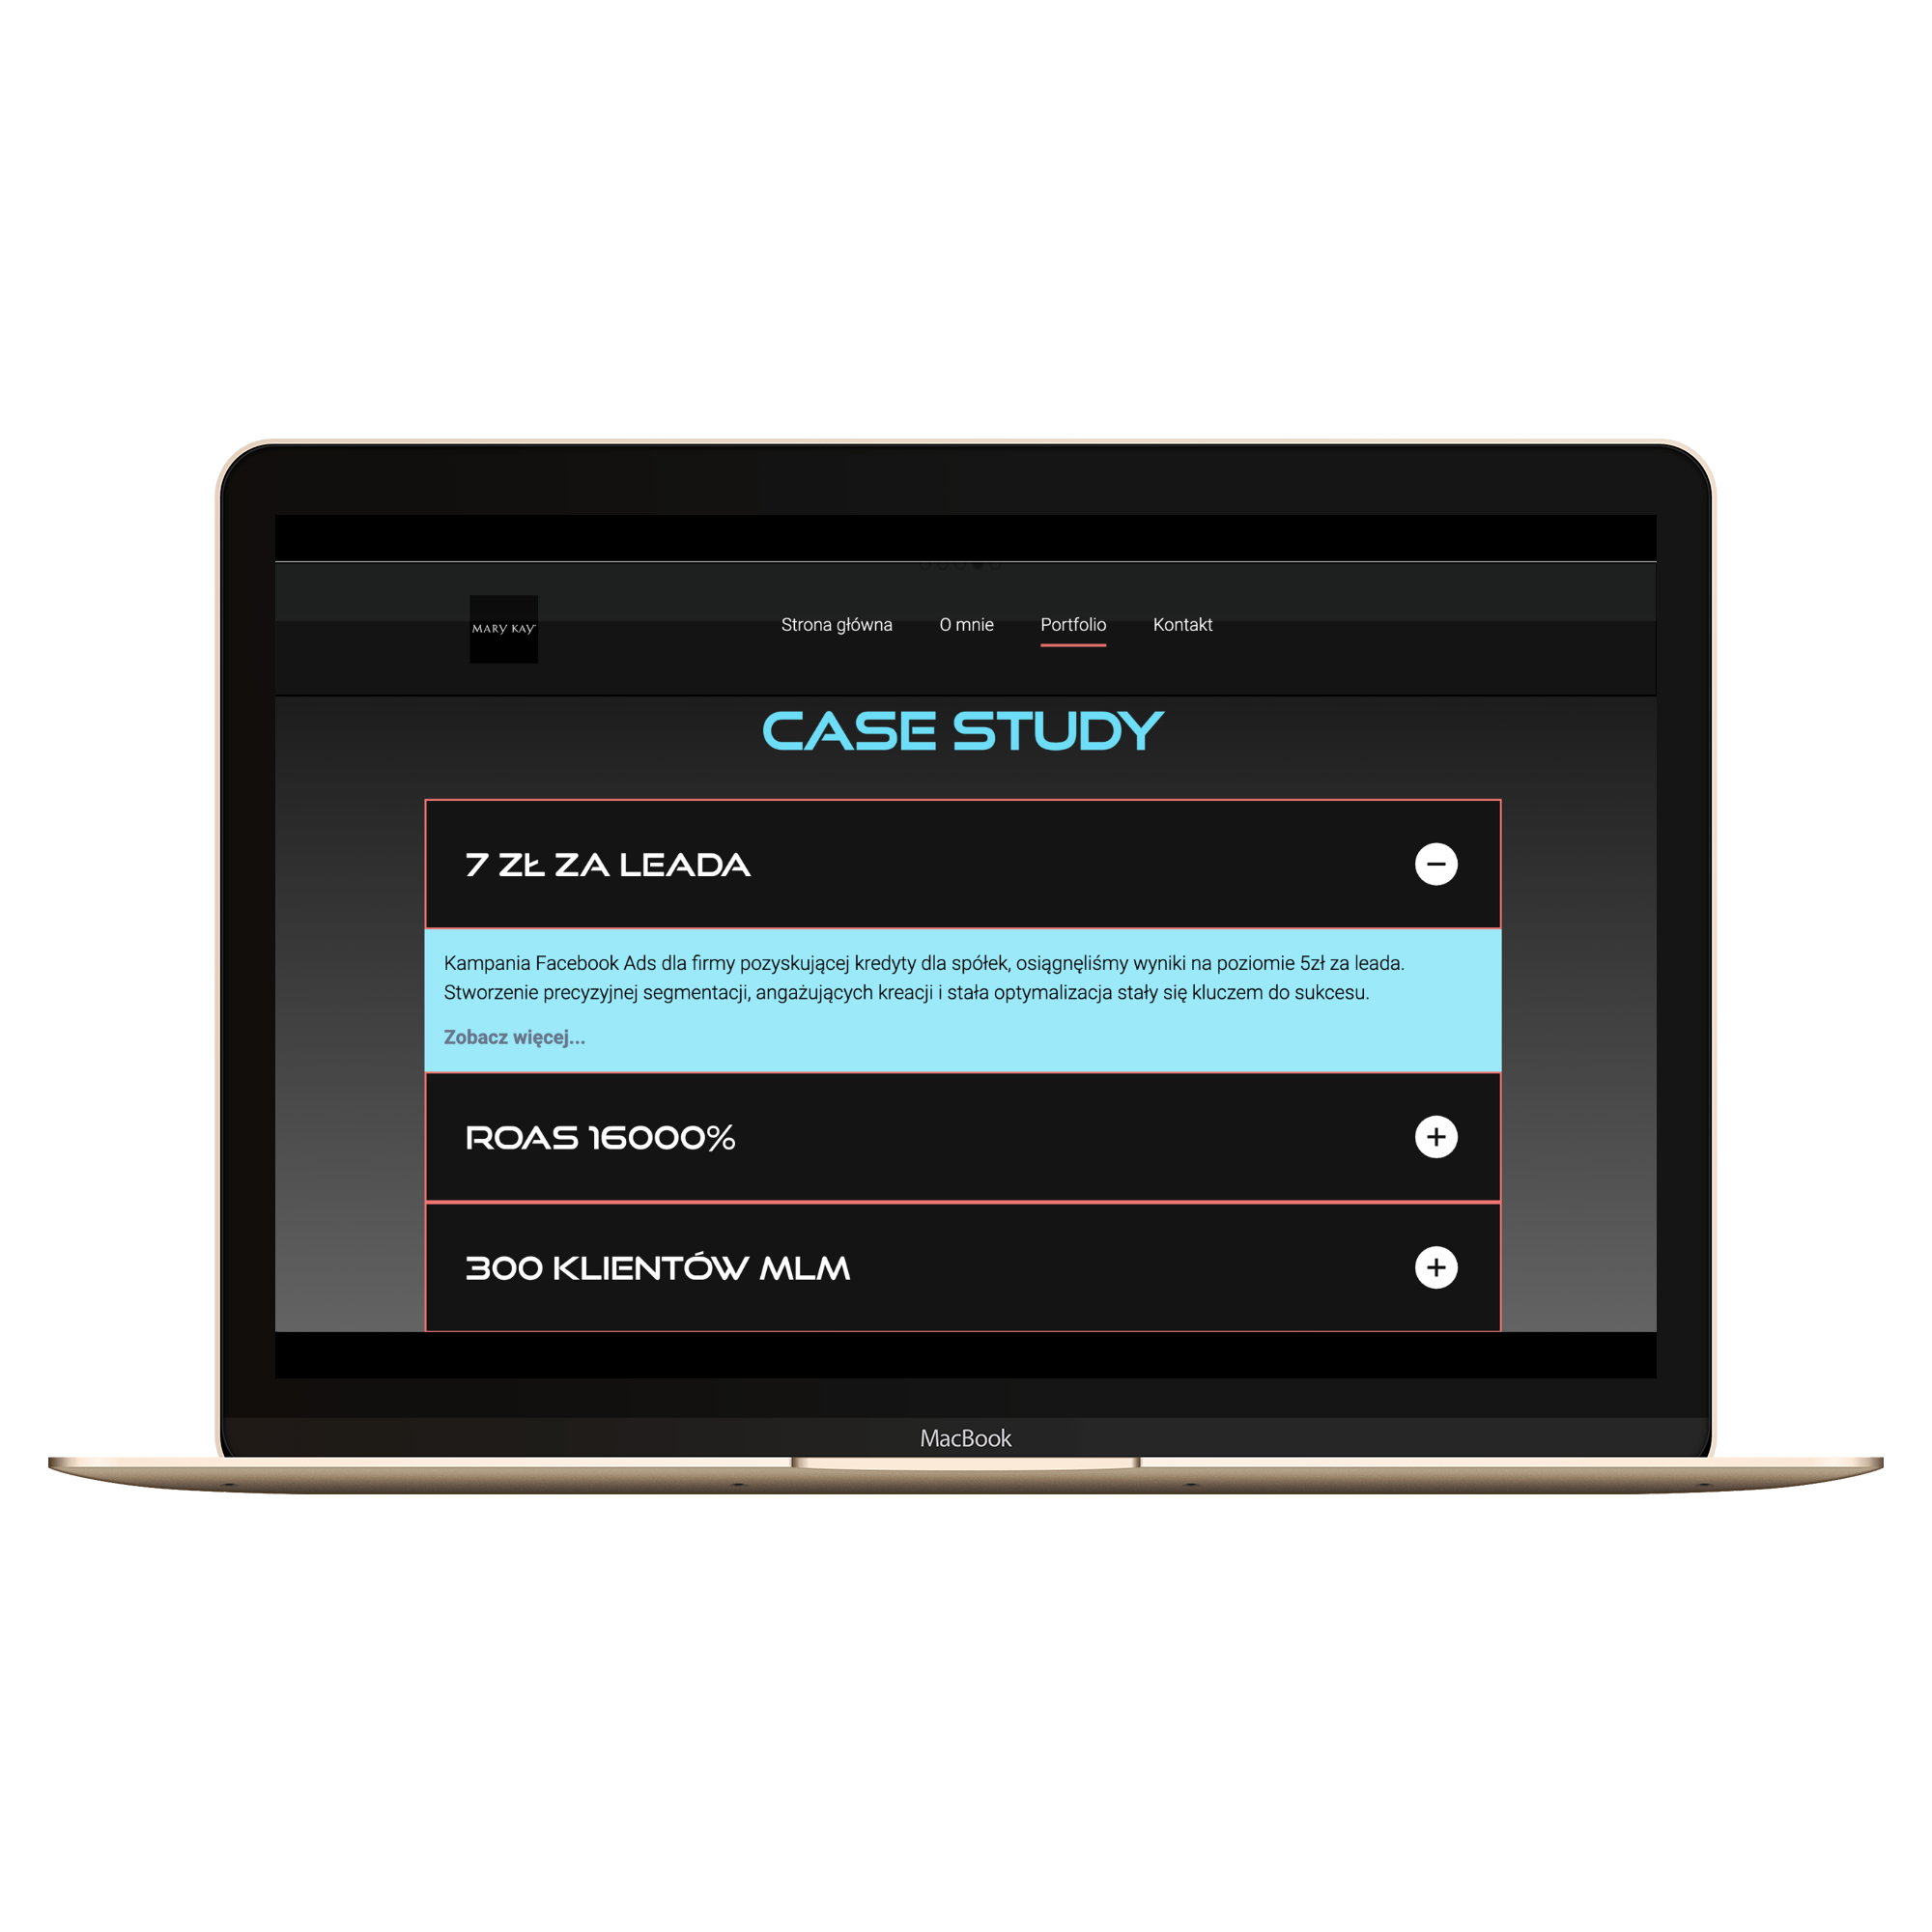 MARY KAY
Strona główna O mnie Portfolio Kontakt
CASE STUDY
7 ZŁ ZA LEADA
Kampania Facebook Ads dla firmy pozyskującej kredyty dla spółek, osiągnęliśmy wyniki na poziomie 5zł za leada.
Stworzenie precyzyjnej segmentacji, angażujących kreacji i stała optymalizacja stały się kluczem do sukcesu.
Zobacz więcej...
ROAS 16000%
300 KLIENTÓW MLM
MacBook